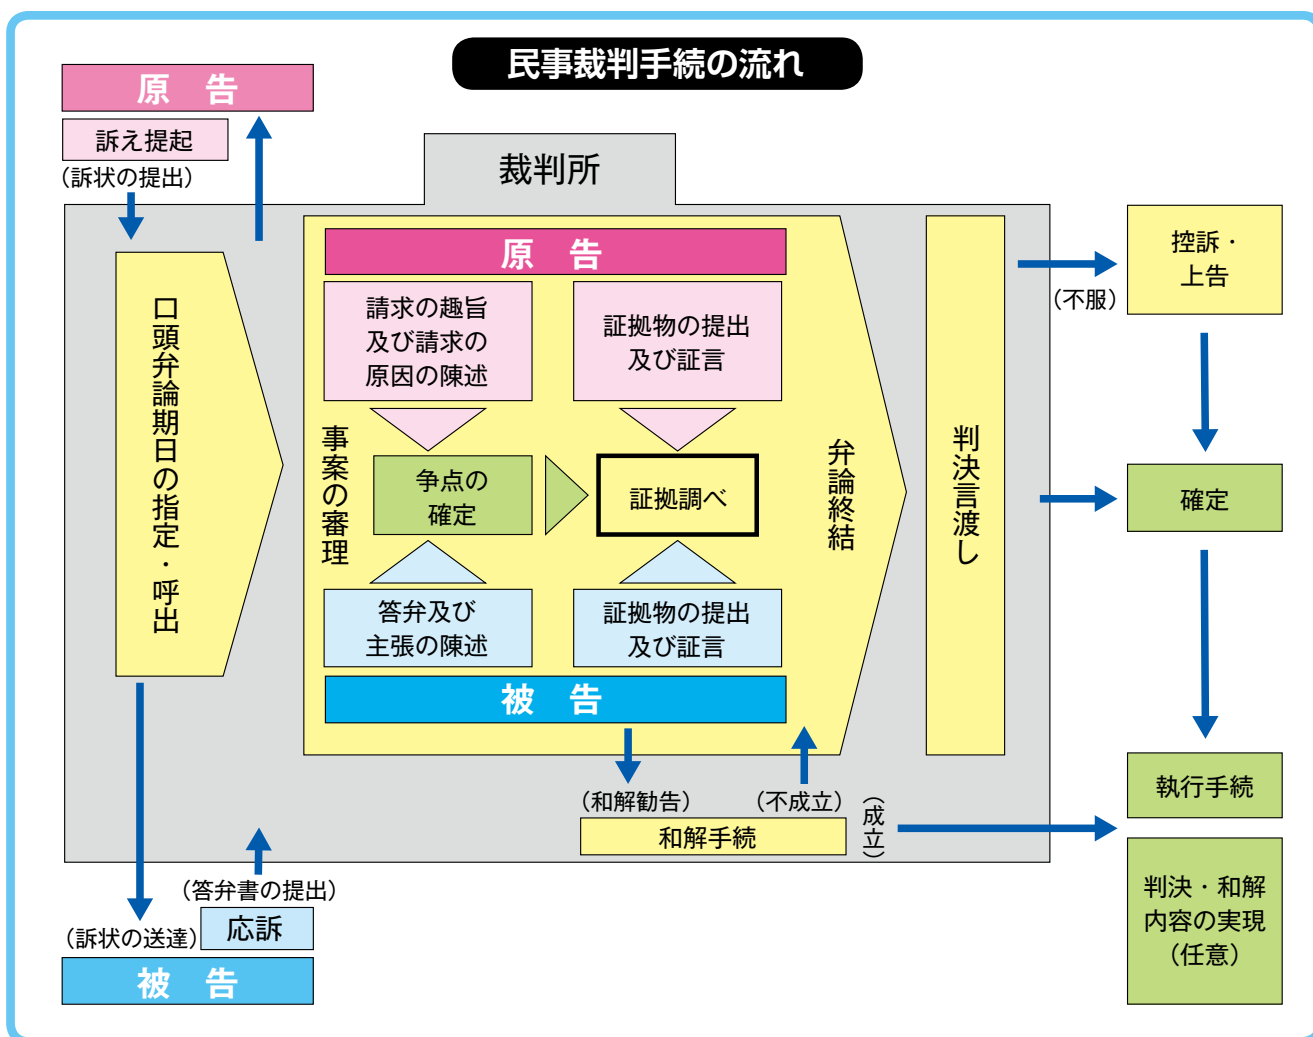 民事裁判手続の流れ
原　告
訴え提起
（訴状の提出）
裁判所
口頭弁論期日の指定・呼出
事案の審理
原　告
請求の趣旨
及び請求の
原因の陳述
証拠物の提出
及び証言
争点の
確定
証拠調べ
答弁及び
主張の陳述
証拠物の提出
及び証言
被　告
弁論終結
判決言渡し
（不服）
控訴・
上告
確定
（和解勧告）
（不成立）
和解手続
（成立）
執行手続
判決・和解
内容の実現
（任意）
（答弁書の提出）
応訴
（訴状の送達）
被　告